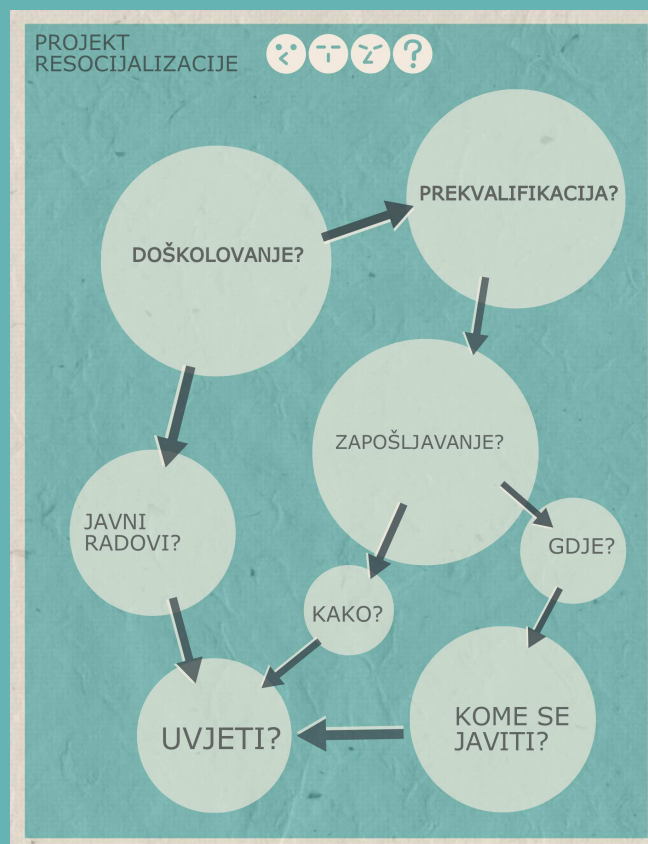 PROJEKT
RESOCIJALIZACIJE
?
PREKVALIFIKACIJA?
DOŠKOLOVANJE?
ZAPOŠLJAVANJE?
JAVNI
RADOVI?
GDJE?
KAKO?
UVJETI?
KOME SE
JAVITI?